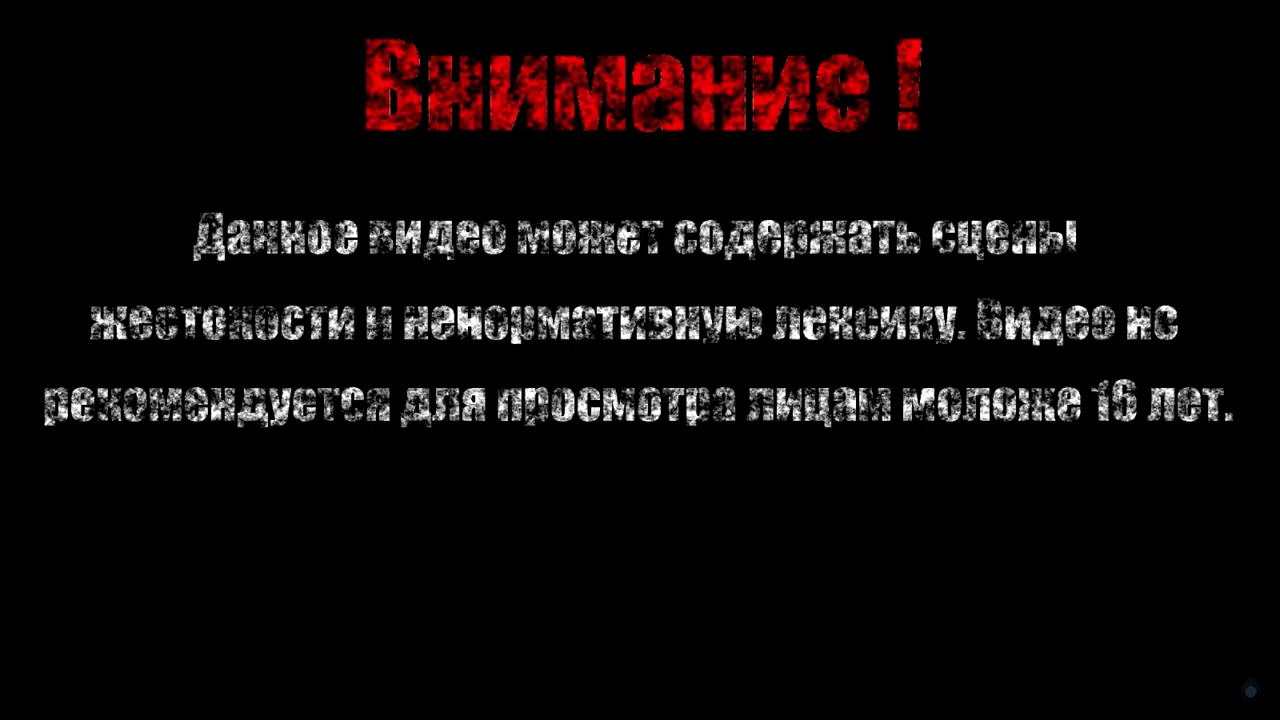 Внимание !
Данное видео может содержать сцены
жестокости и ненормативную лексику. Видео не
рекомендуется для просмотра лицам моложе 16 лет.